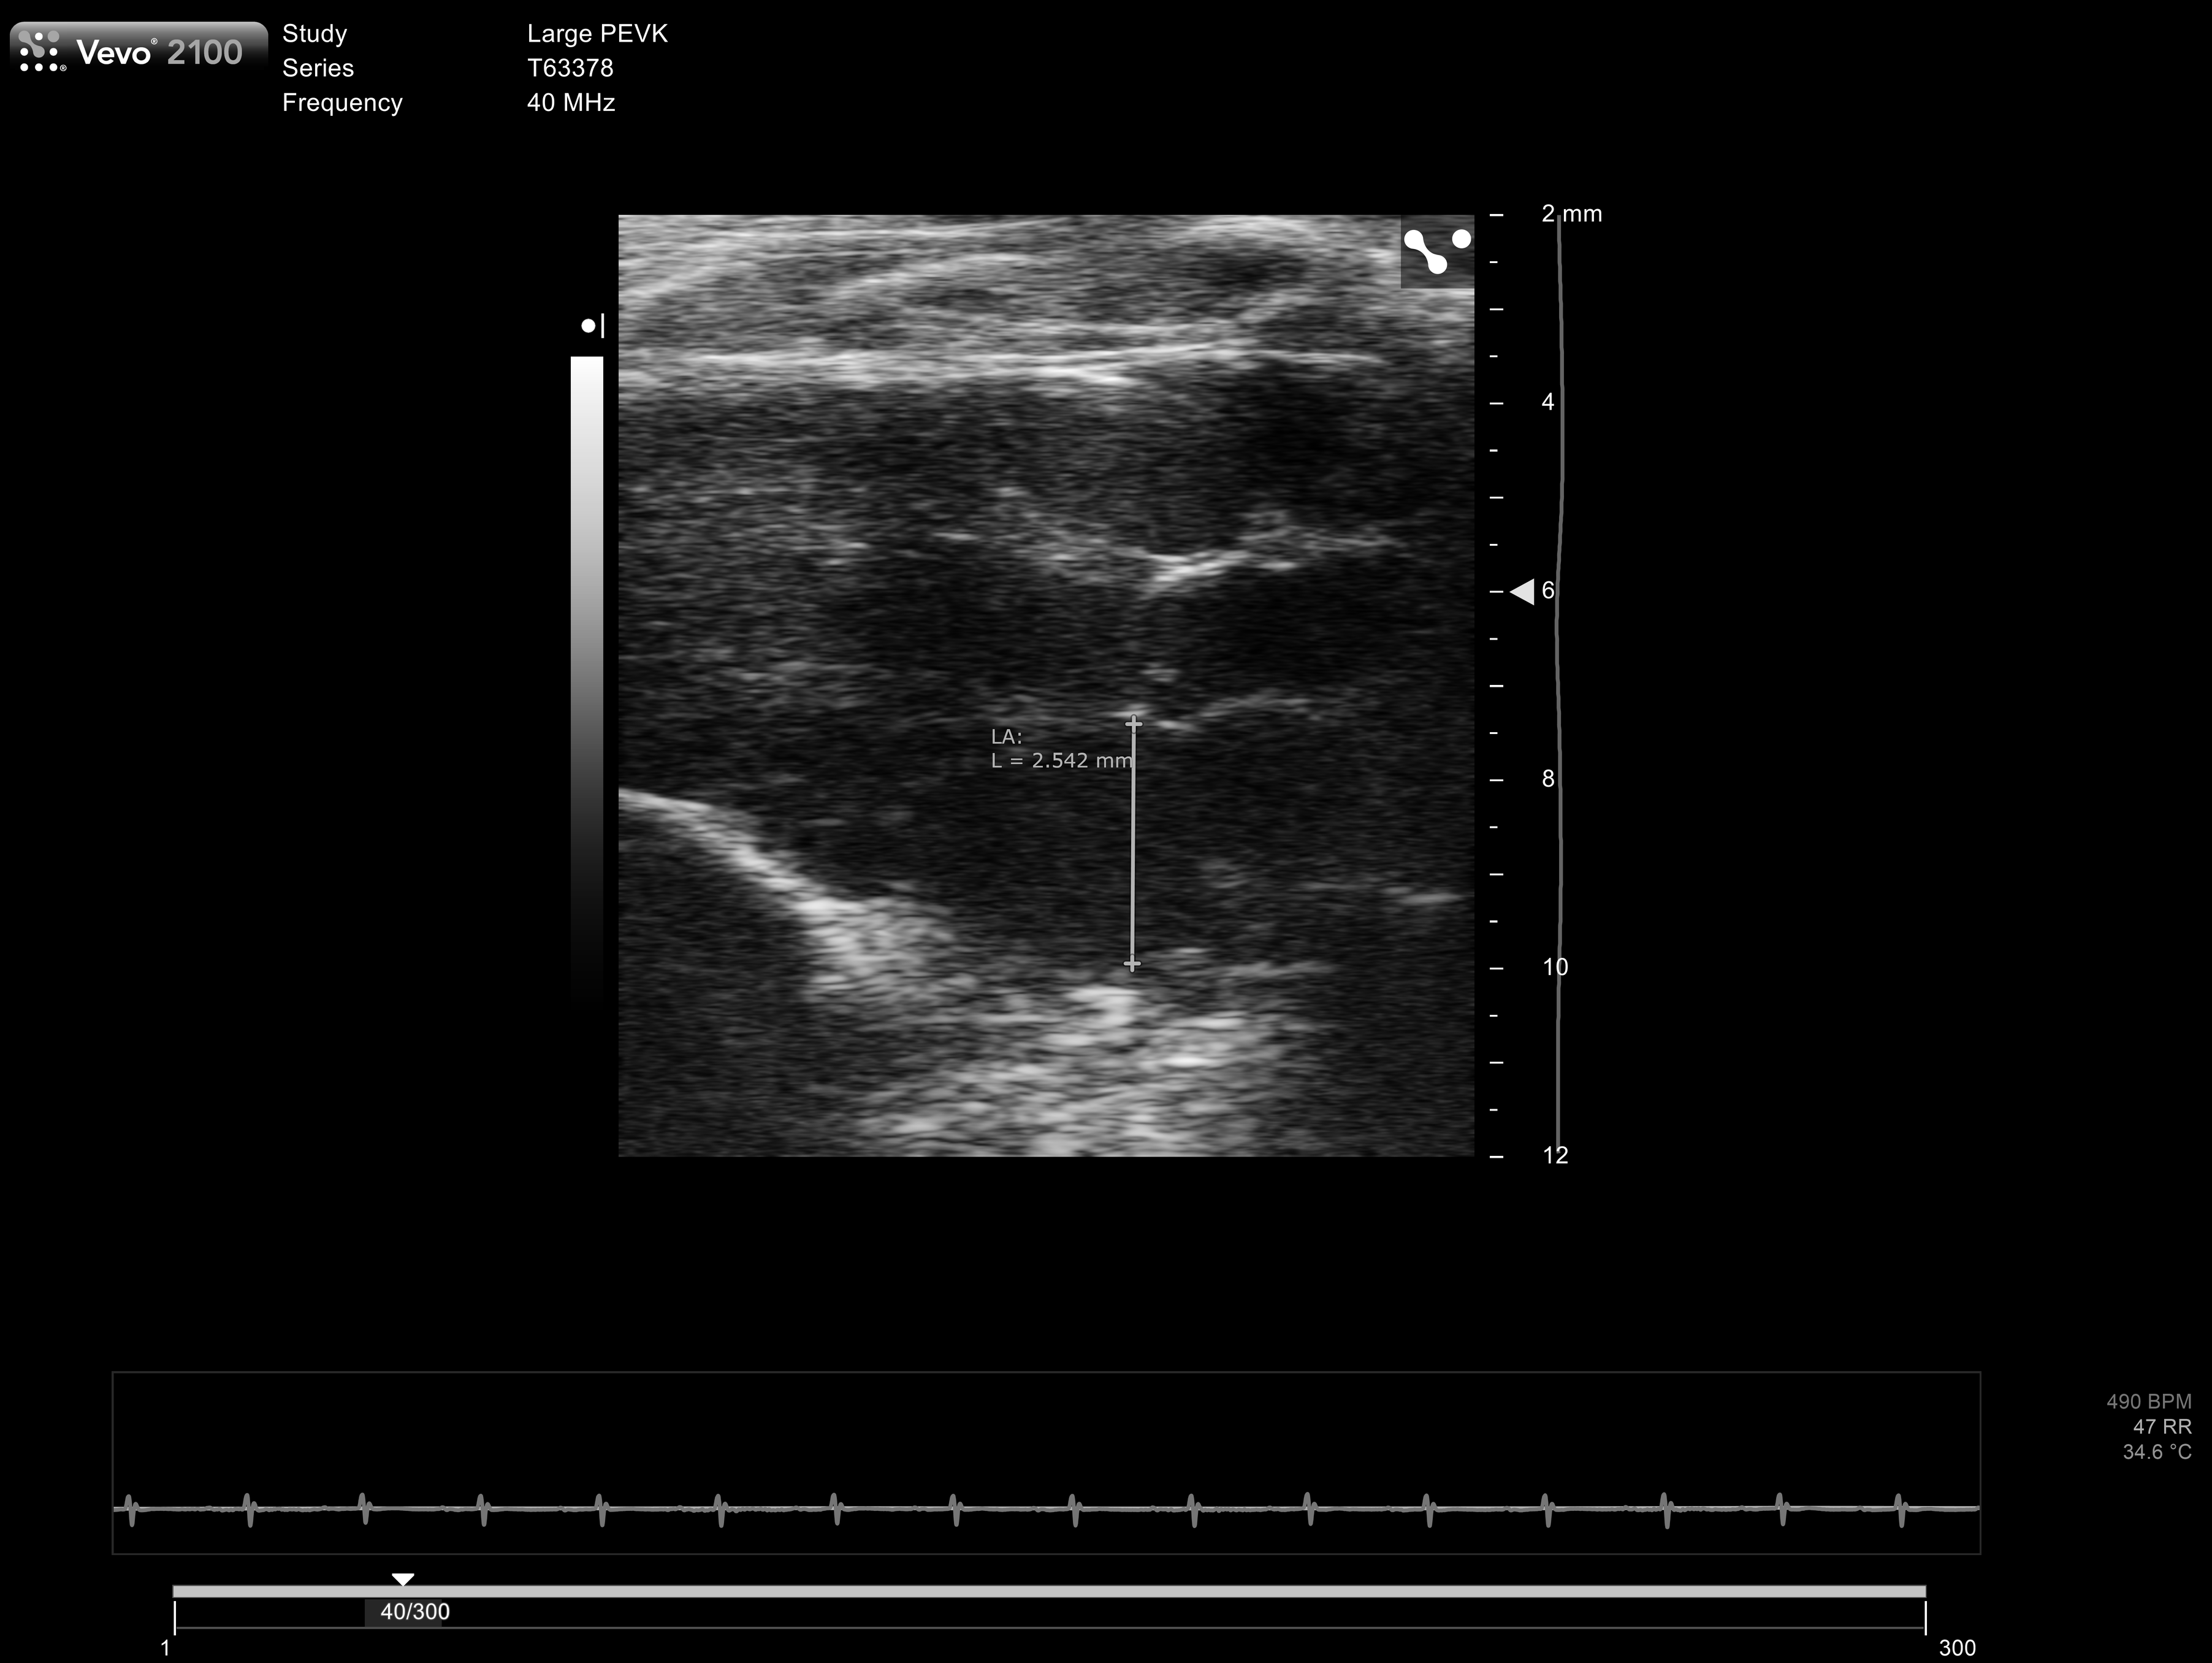 Vevo® 2100
Study Large PEVK
Series T63378
Frequency 40 MHz
2 mm
4
6
LA:
L = 2.542 mm
8
10
12
490 BPM
47 RR
34.6 °C
40/300
1 300